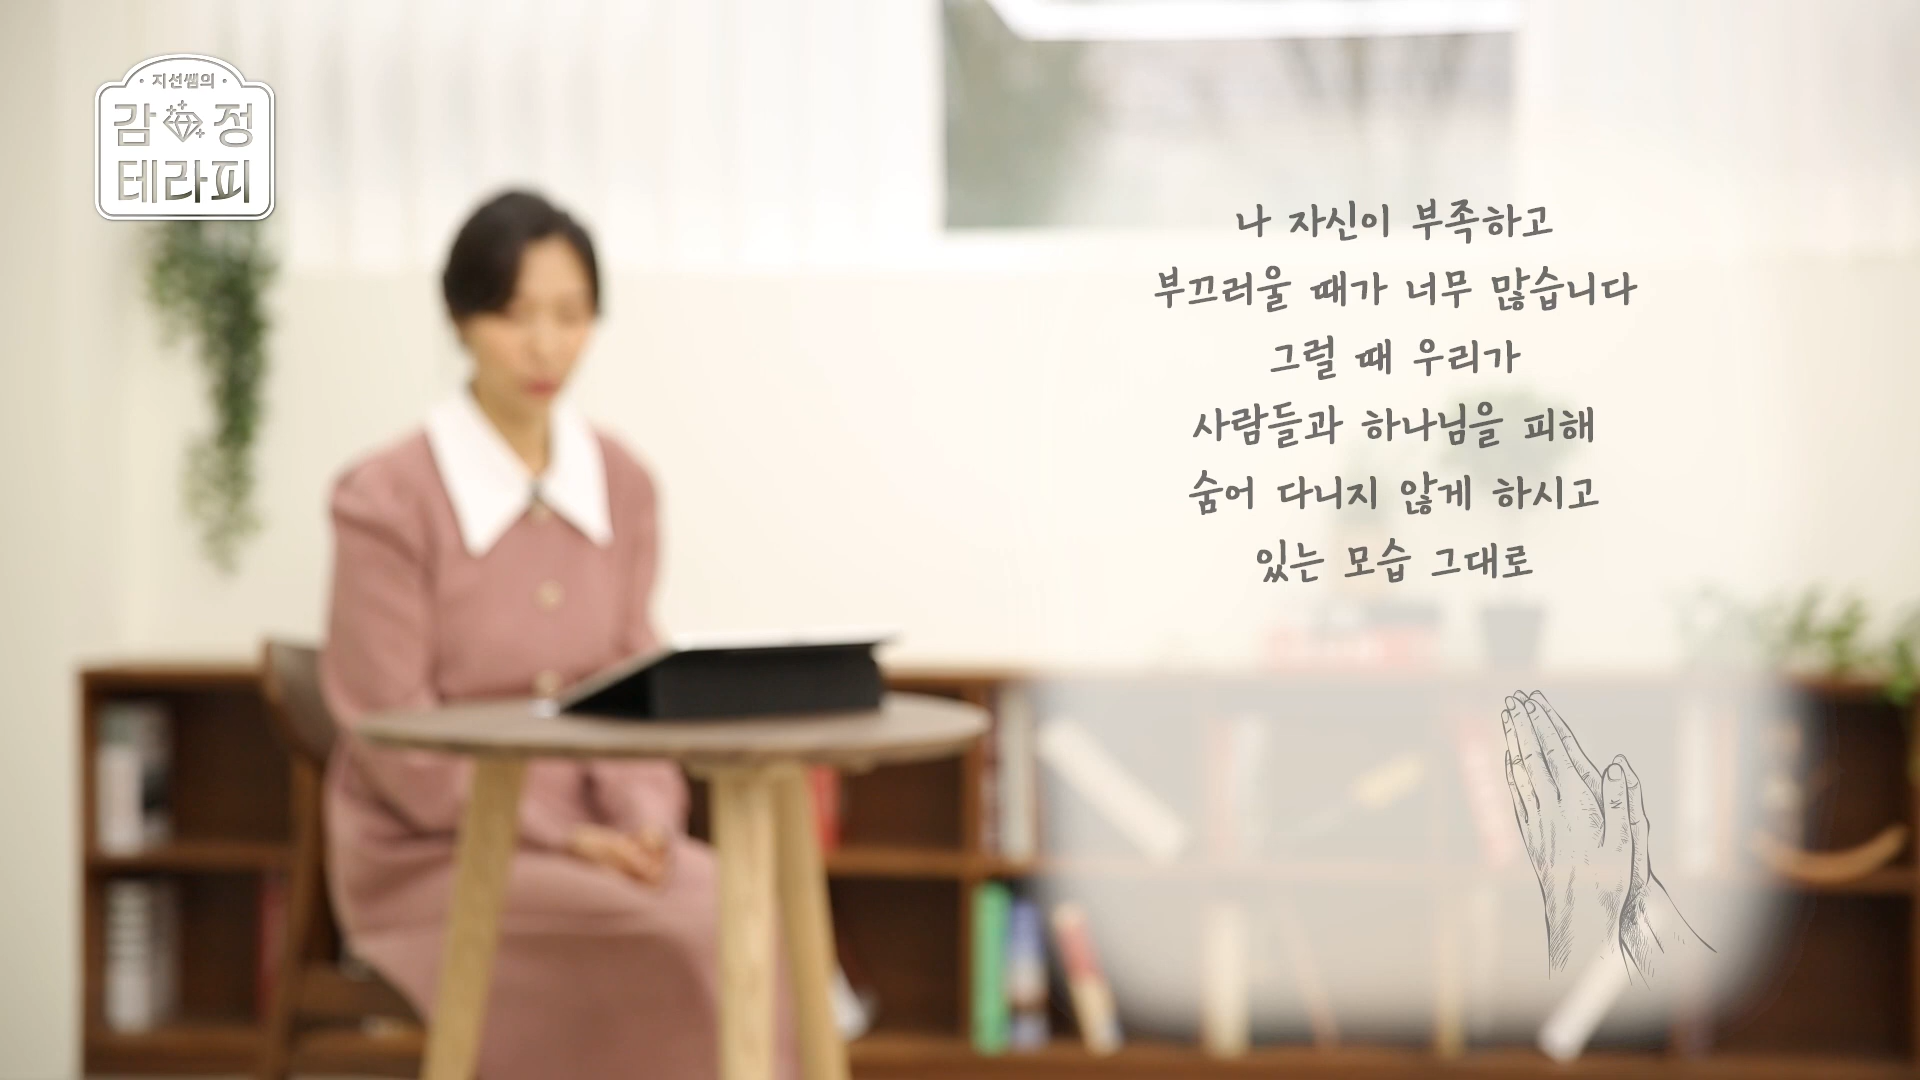 지선쌤의
감정
테라피
나 자신이 부족하고
부끄러울 때가 너무 많습니다
그럴 때 우리가
사람들과 하나님을 피해
숨어 다니지 않게 하시고
있는 모습 그대로